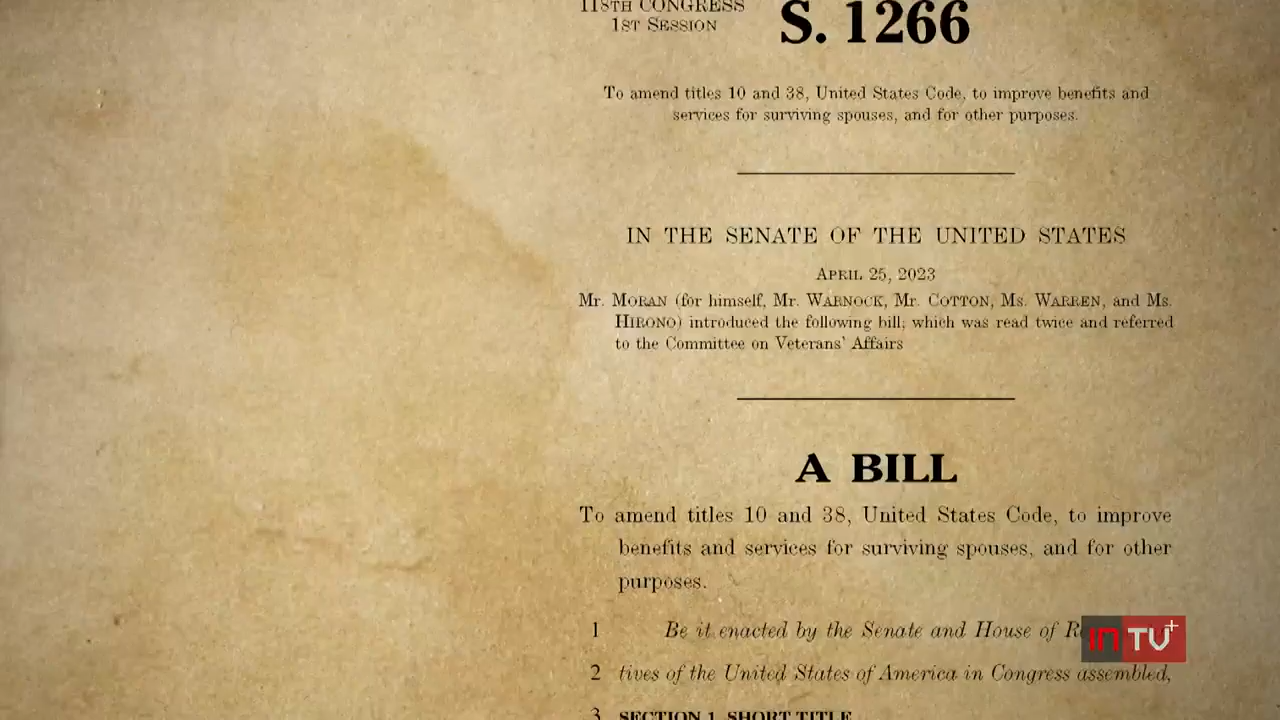 118TH CONGRESS
1ST SESSION
S. 1266
To amend titles 10 and 38, United States Code, to improve benefits and
services for surviving spouses, and for other purposes.
IN THE SENATE OF THE UNITED STATES
APRIL 25, 2023
Mr. MORAN (for himself, Mr. WARNOCK, Mr. COTTON, Ms. WARREN, and Ms.
HIRONO) introduced the following bill; which was read twice and referred
to the Committee on Veterans' Affairs
A BILL
To amend titles 10 and 38, United States Code, to improve
benefits and services for surviving spouses, and for other
purposes.
1 Be it enacted by the Senate and House of
2 tives of the United States of America in Congress assembled,
3 SECTION 1. SHORT TITLE
INTV+